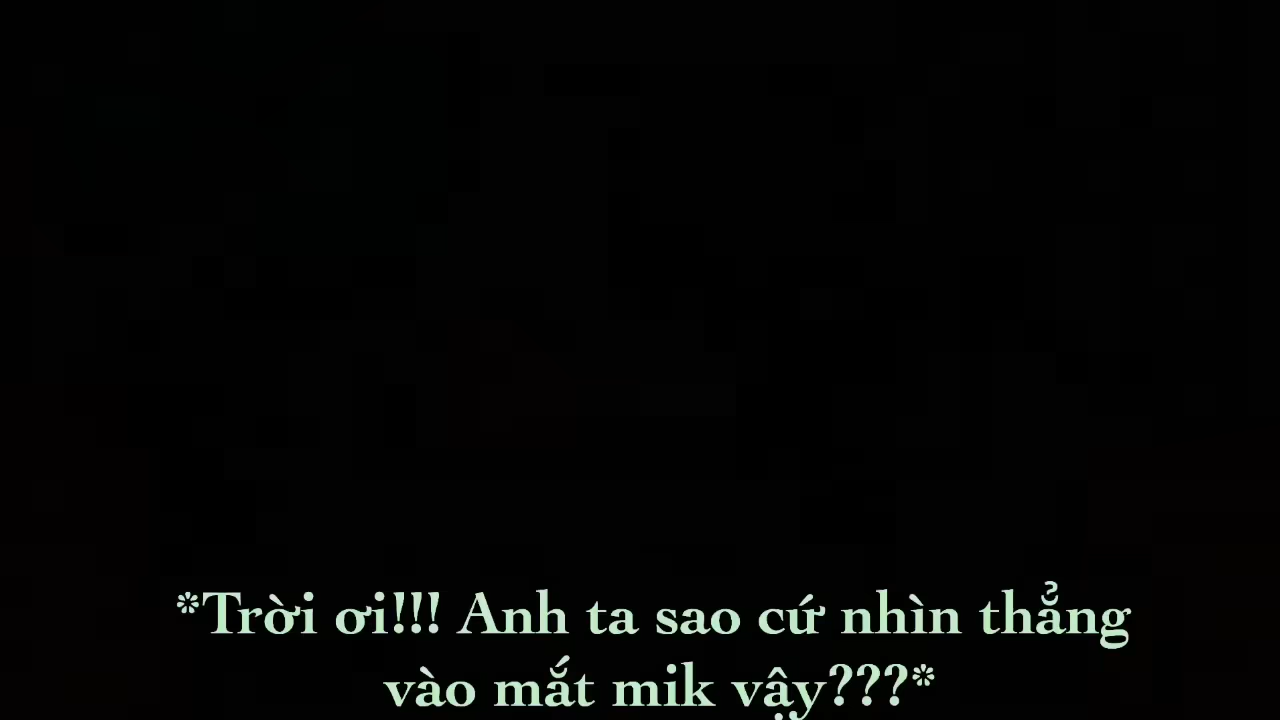 *Trời ơi!!! Anh ta sao cứ nhìn thẳng
vào mắt mik vậy???*